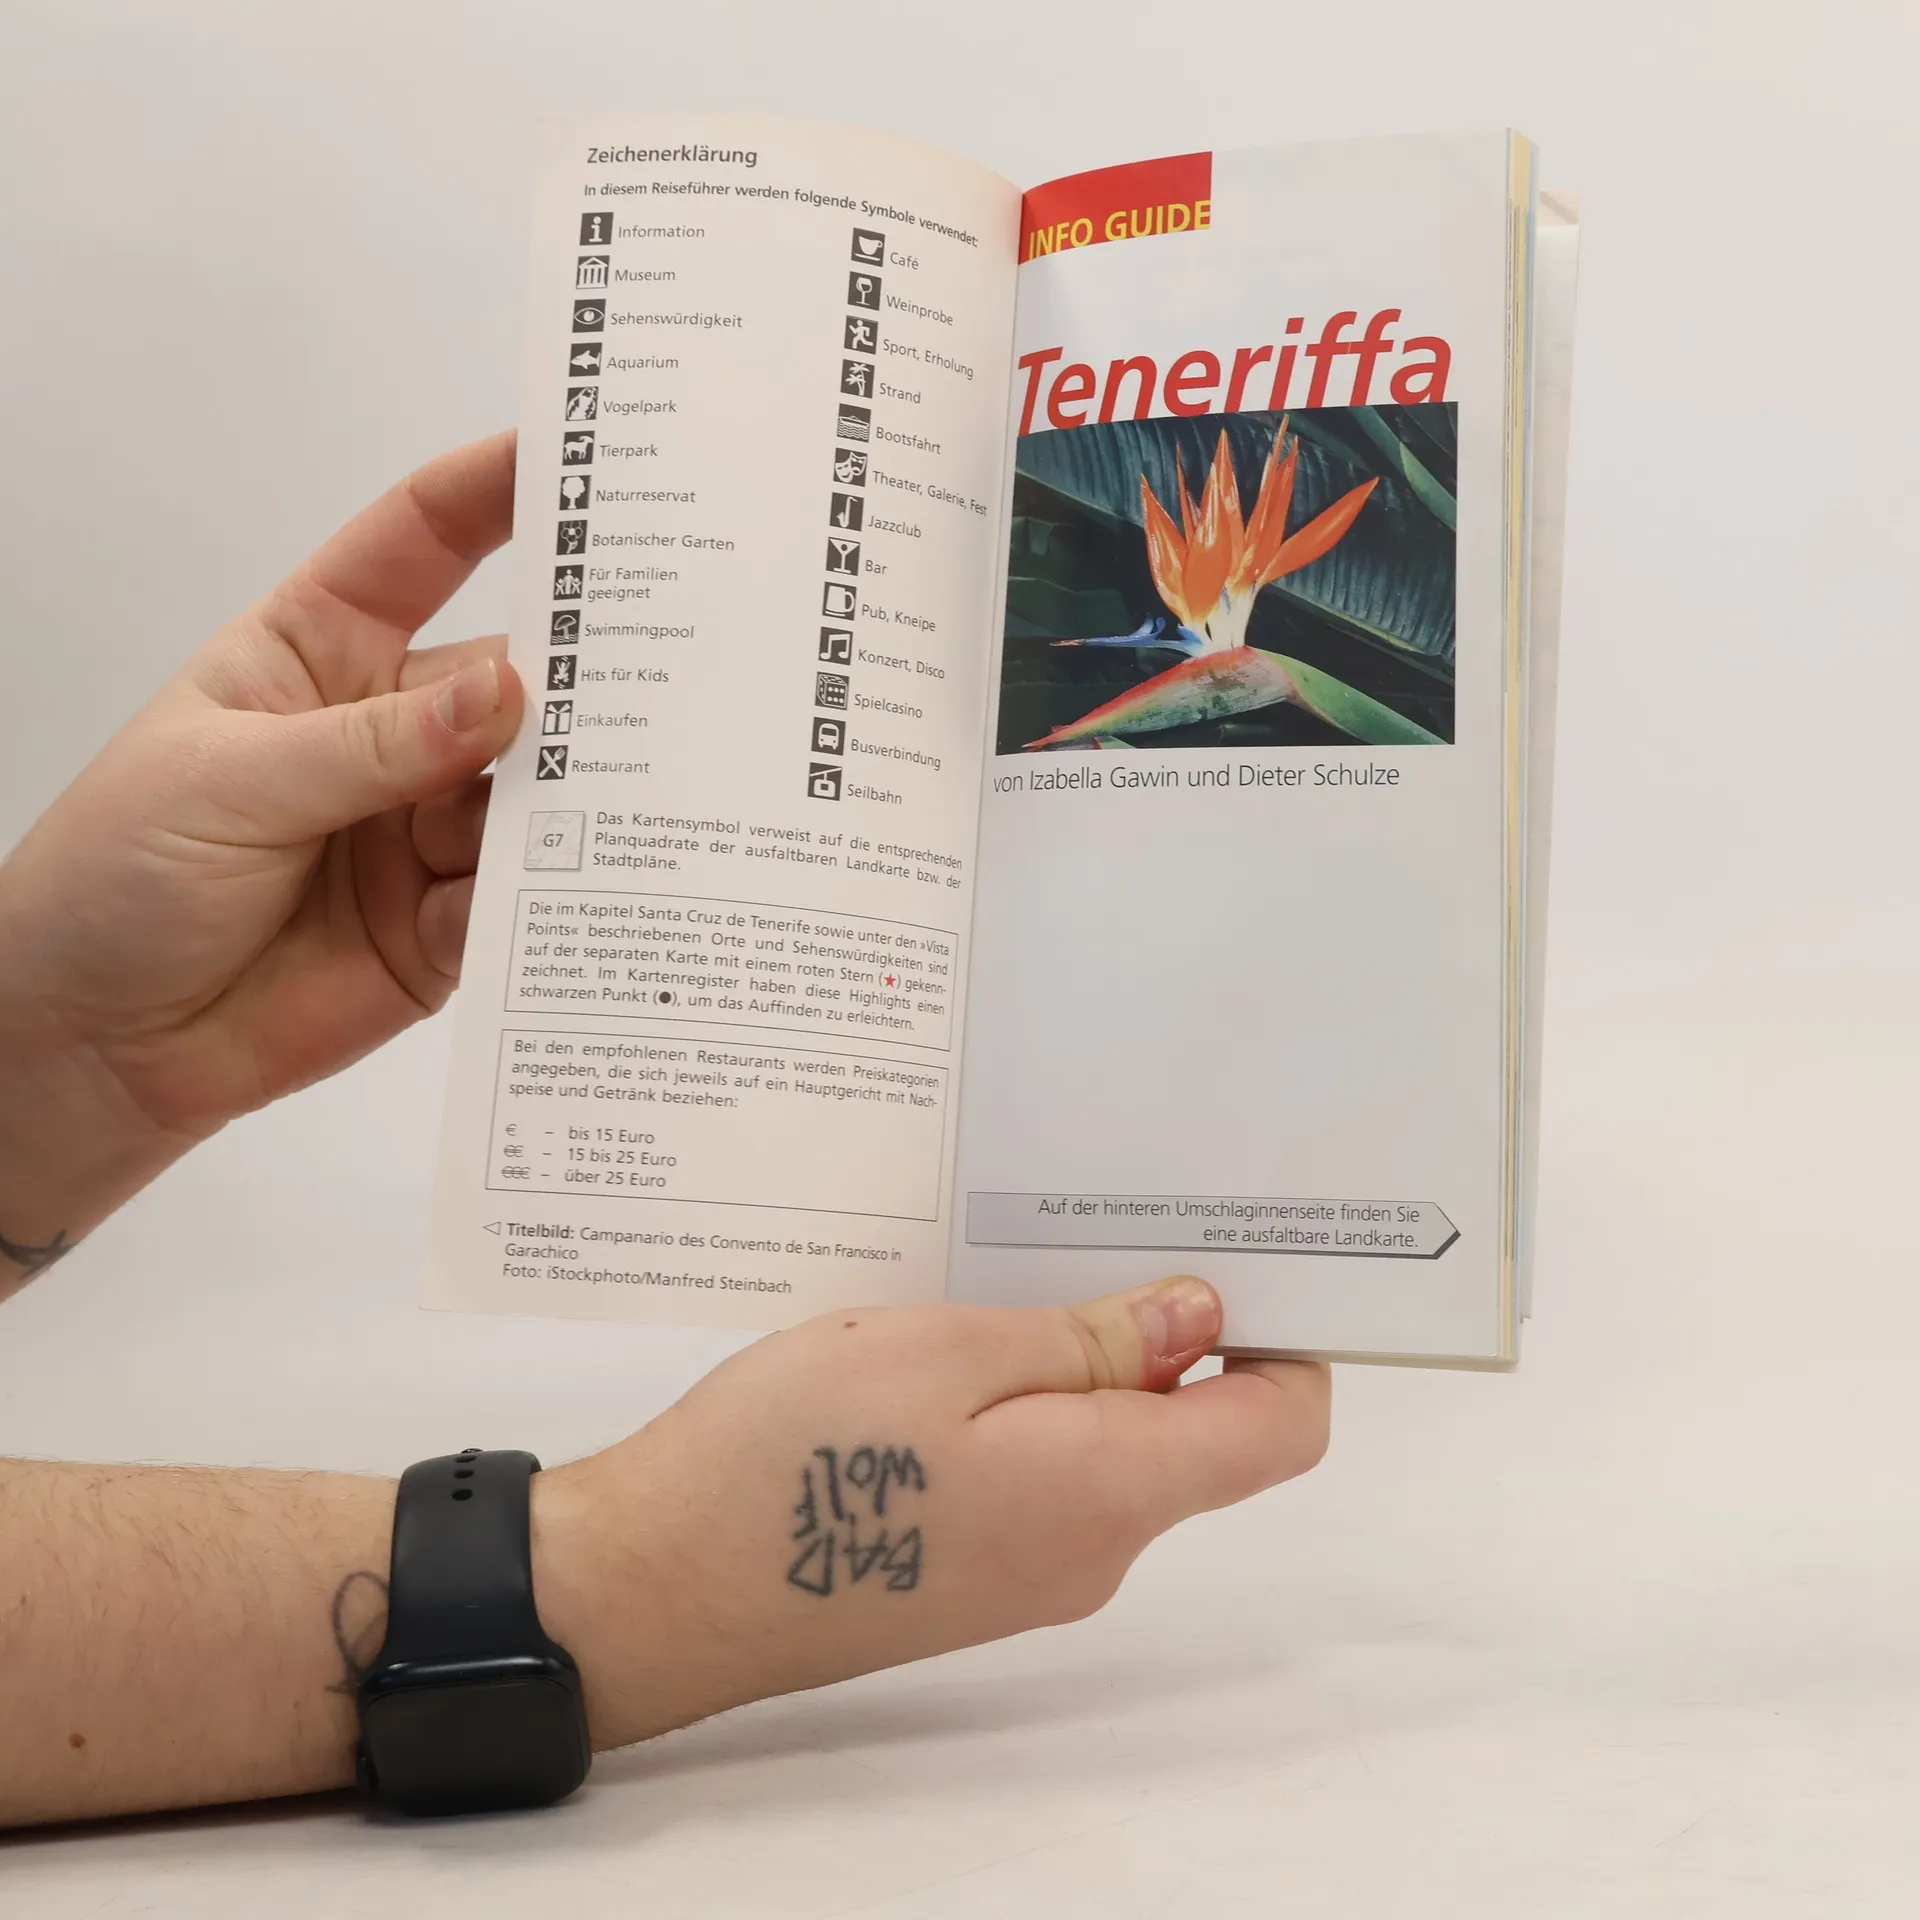 Zeichenerklärung
In diesem Reiseführer werden folgende Symbole verwendet:
Information
Museum
Sehenswürdigkeit
Aquarium
Vogelpark
Tierpark
Naturreservat
Botanischer Garten
Für Familien
geeignet
Swimmingpool
Hits für Kids
Einkaufen
Restaurant
Café
Weinprobe
Sport, Erholung
Strand
Bootsfahrt
Theater, Galerie, Fest
Jazzclub
Bar
Pub, Kneipe
Konzert, Disco
Spielcasino
Busverbindung
Seilbahn
G7
Das Kartensymbol verweist auf die entsprechenden
Planquadrate der ausfaltbaren Landkarte bzw. der
Stadtpläne.
Die im Kapitel Santa Cruz de Tenerife sowie unter den »Vista
Points« beschriebenen Orte und Sehenswürdigkeiten sind
auf der separaten Karte mit einem roten Stern (★) gekenn-
zeichnet. Im Kartenregister haben diese Highlights einen
schwarzen Punkt (●), um das Auffinden zu erleichtern.
Bei den empfohlenen Restaurants werden Preiskategorien
angegeben, die sich jeweils auf ein Hauptgericht mit Nach-
speise und Getränk beziehen:
€ – bis 15 Euro
€€ – 15 bis 25 Euro
€€€ – über 25 Euro
◁ Titelbild: Campanario des Convento de San Francisco in
Garachico
Foto: iStockphoto/Manfred Steinbach
INFO GUIDE
Teneriffa
von Izabella Gawin und Dieter Schulze
Auf der hinteren Umschlaginnenseite finden Sie
eine ausfaltbare Landkarte.
BAD
WOLF